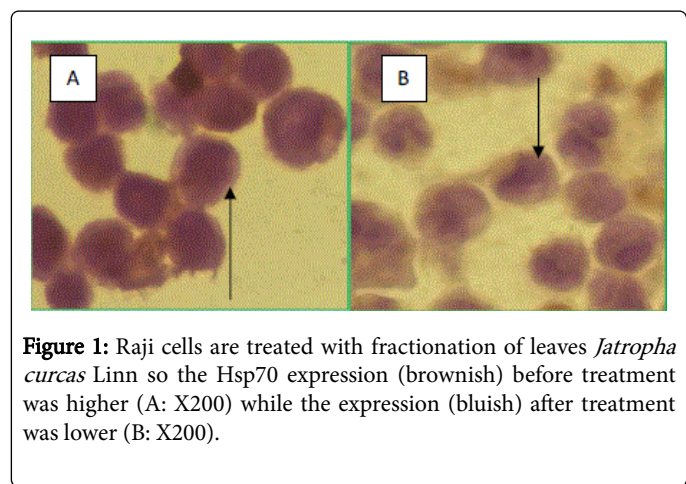 A
B
Figure 1: Raji cells are treated with fractionation of leaves Jatropha
curcas Linn so the Hsp70 expression (brownish) before treatment
was higher (A: X200) while the expression (bluish) after treatment
was lower (B: X200).